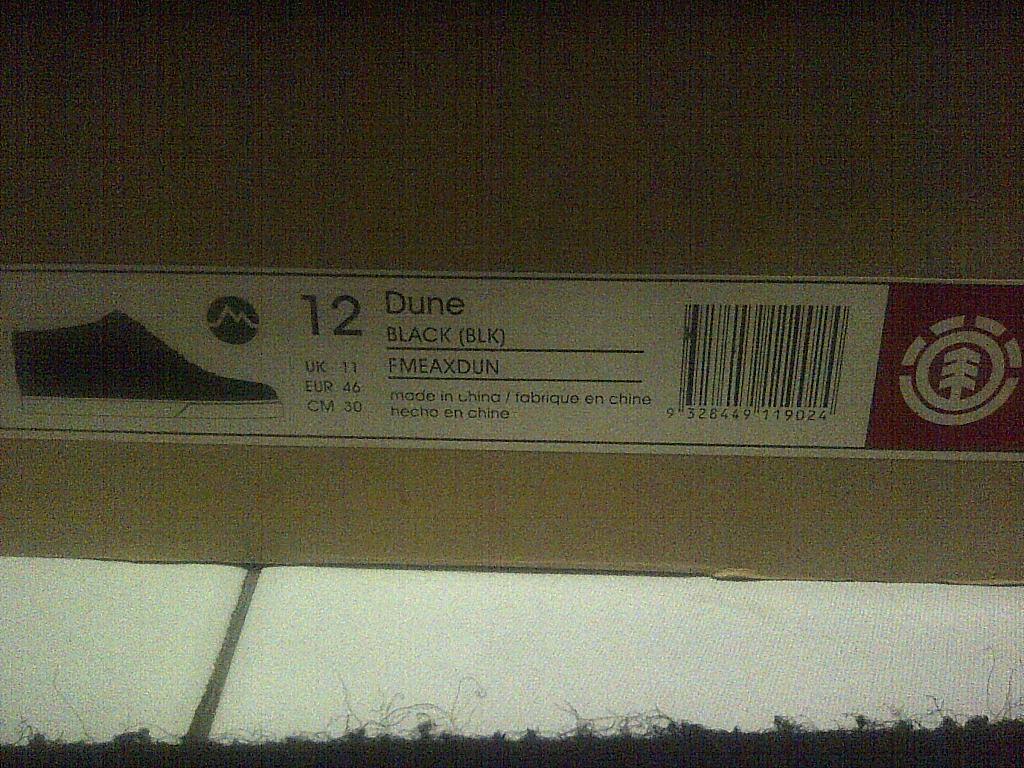 12
Dune
BLACK (BLK)
FMEAXDUN
UK 11
EUR 46
CM 30
made in china / fabrique en chine
hecho en chine
9 328449 119024